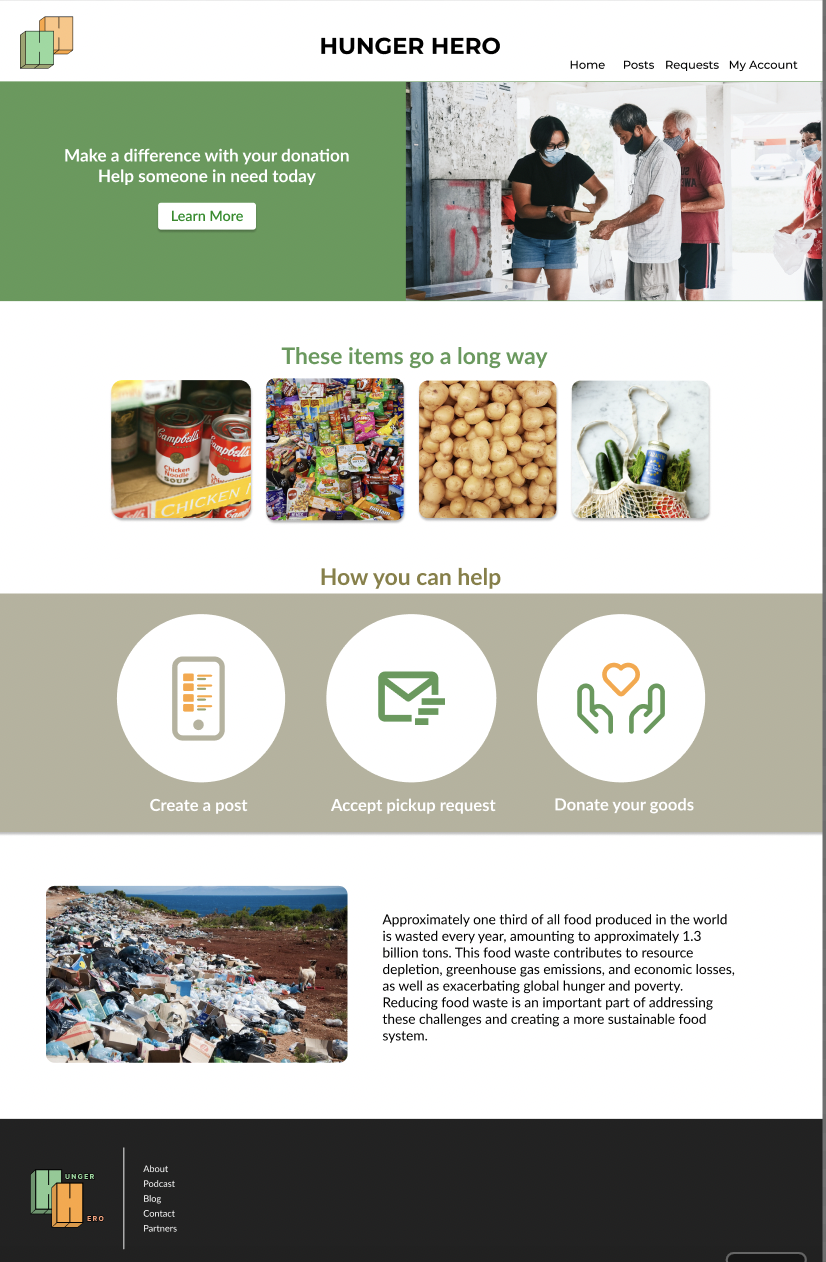 H
H
HUNGER HERO
Home Posts Requests My Account
Make a difference with your donation
Help someone in need today
Learn More
These items go a long way
Campbell's
Campbell's
Chicken
Noodle
SOUP
CHICKEN
How you can help
Create a post
Accept pickup request
Donate your goods
Approximately one third of all food produced in the world
is wasted every year, amounting to approximately 1.3
billion tons. This food waste contributes to resource
depletion, greenhouse gas emissions, and economic losses,
as well as exacerbating global hunger and poverty.
Reducing food waste is an important part of addressing
these challenges and creating a more sustainable food
system.
HUNGER
HERO
About
Podcast
Blog
Contact
Partners